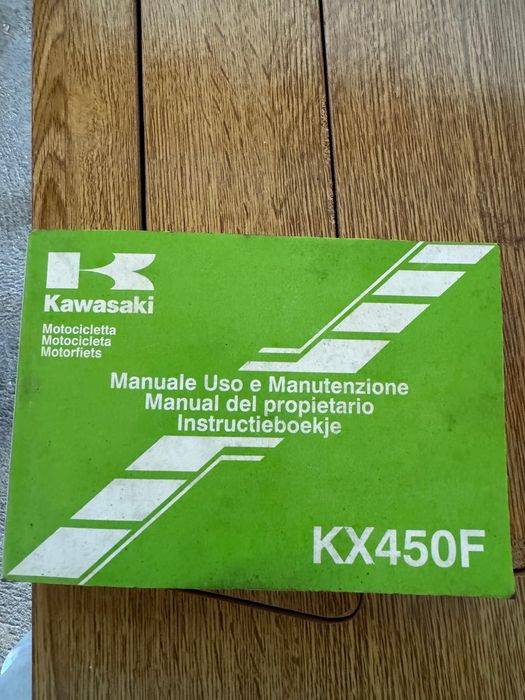 Kawasaki
Motocicletta
Motocicleta
Motorfiets
Manuale Uso e Manutenzione
Manual del propietario
Instructieboekje
KX450F